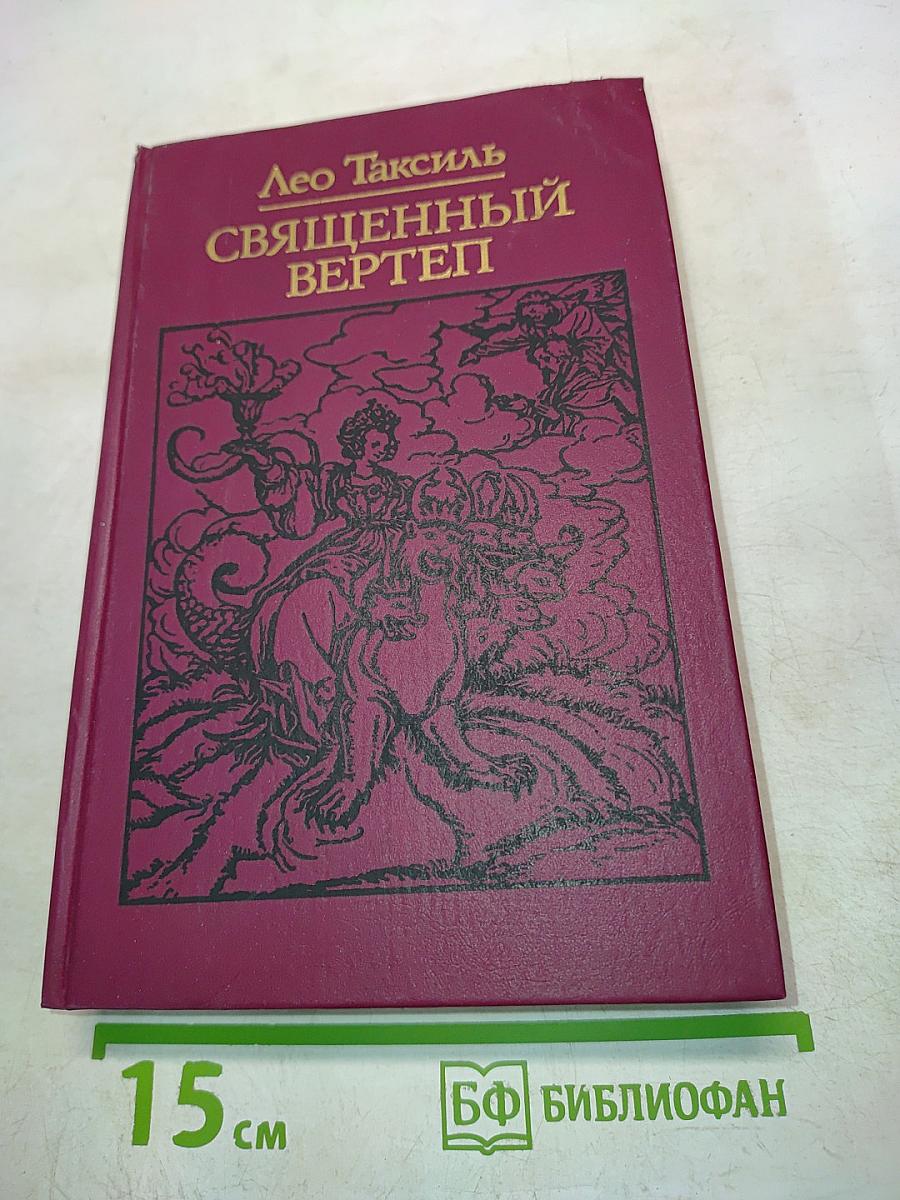 Лео Таксиль
СВЯЩЕННЫЙ
ВЕРТЕП
15 см
БФ БИБЛИОФАН